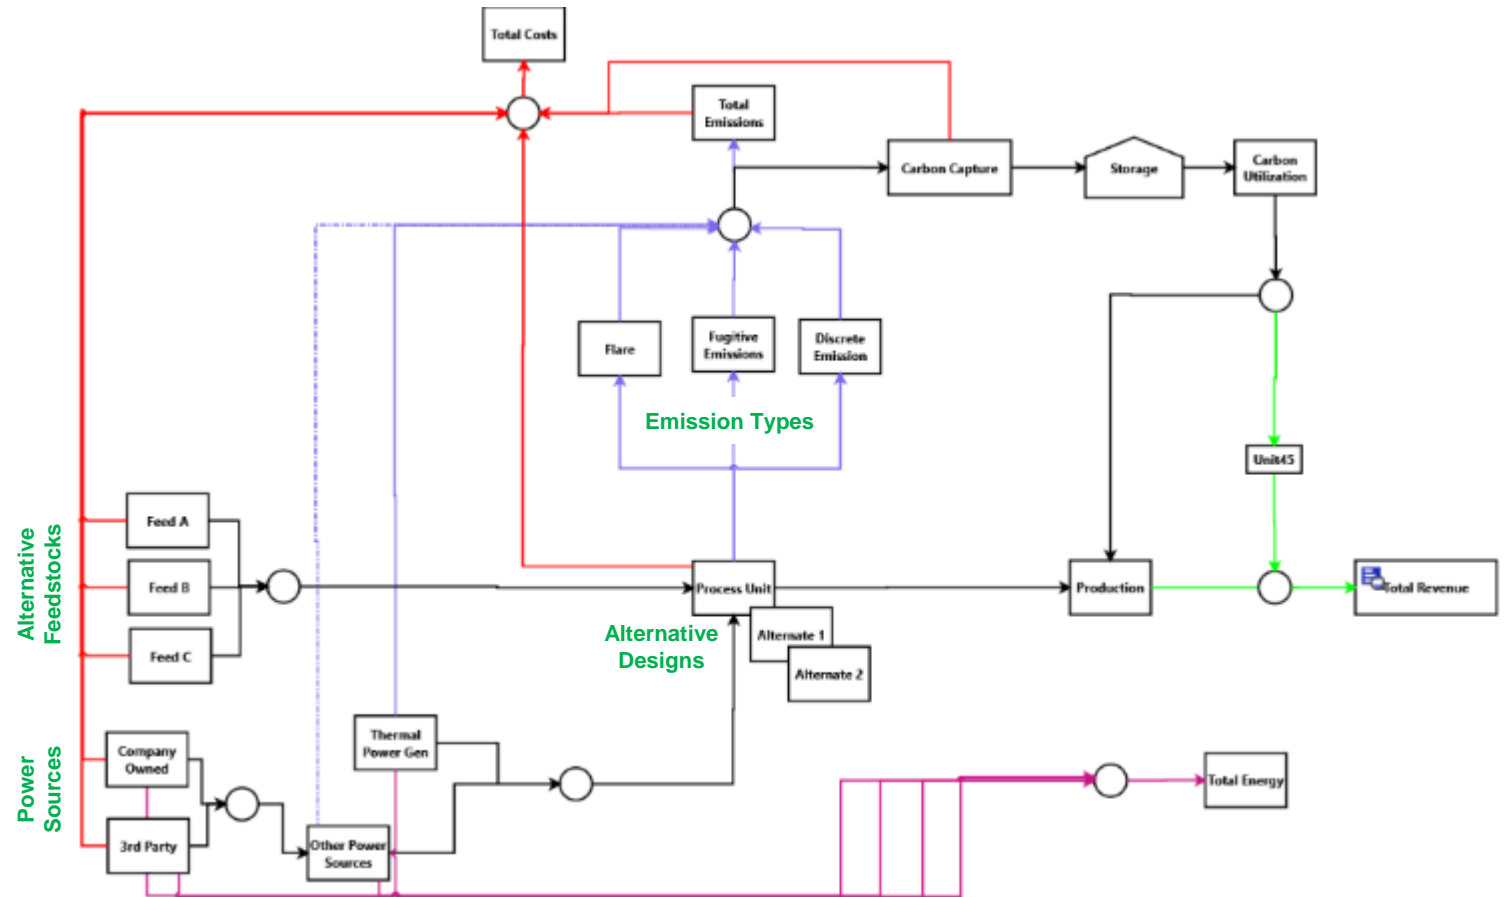 Total Costs
Total
Emissions
Carbon Capture
Storage
Carbon
Utilization
Flare
Fugitive
Emissions
Discrete
Emission
Emission Types
Unit45
Alternative
Feedstocks
Feed A
Feed B
Feed C
Process Unit
Production
Total Revenue
Alternative
Designs
Alternate 1
Alternate 2
Power
Sources
Company
Owned
3rd Party
Thermal
Power Gen
Other Power
Sources
Total Energy